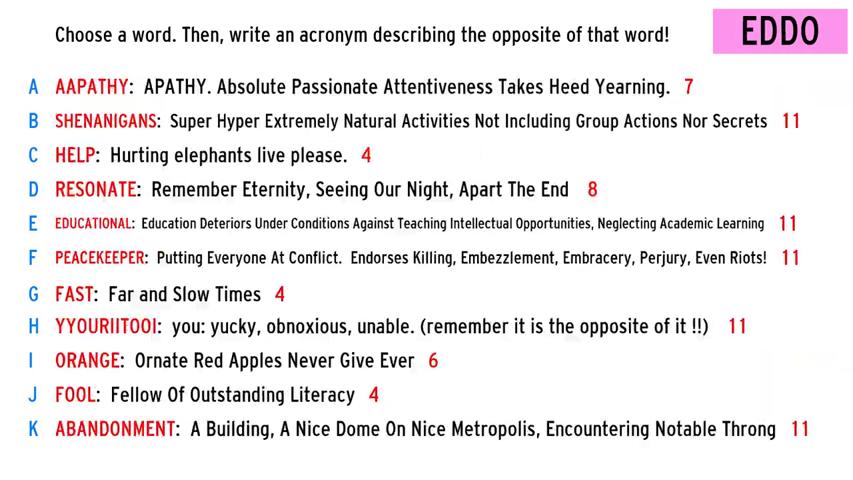 Choose a word. Then, write an acronym describing the opposite of that word!
EDDO
A AAPATHY: APATHY. Absolute Passionate Attentiveness Takes Heed Yearning. 7
B SHENANIGANS: Super Hyper Extremely Natural Activities Not Including Group Actions Nor Secrets 11
C HELP: Hurting elephants live please. 4
D RESONATE: Remember Eternity, Seeing Our Night, Apart The End 8
E EDUCATIONAL: Education Deteriors Under Conditions Against Teaching Intellectual Opportunities, Neglecting Academic Learning 11
F PEACEKEEPER: Putting Everyone At Conflict. Endorses Killing, Embezzlement, Embracery, Perjury, Even Riots! 11
G FAST: Far and Slow Times 4
H YYOURIITOOI: you: yucky, obnoxious, unable. (remember it is the opposite of it !!) 11
I ORANGE: Ornate Red Apples Never Give Ever 6
J FOOL: Fellow Of Outstanding Literacy 4
K ABANDONMENT: A Building, A Nice Dome On Nice Metropolis, Encountering Notable Throng 11